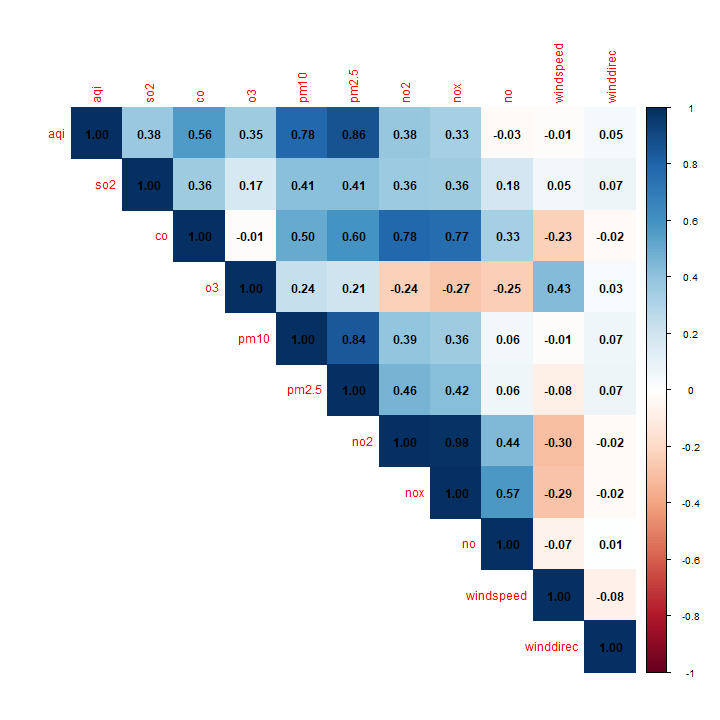 aqi so2 co o3 pm10 pm2.5 no2 nox no windspeed winddirec
aqi 1.00 0.38 0.56 0.35 0.78 0.86 0.38 0.33 -0.03 -0.01 0.05
so2 1.00 0.36 0.17 0.41 0.41 0.36 0.36 0.18 0.05 0.07
co 1.00 -0.01 0.50 0.60 0.78 0.77 0.33 -0.23 -0.02
o3 1.00 0.24 0.21 -0.24 -0.27 -0.25 0.43 0.03
pm10 1.00 0.84 0.39 0.36 0.06 -0.01 0.07
pm2.5 1.00 0.46 0.42 0.06 -0.08 0.07
no2 1.00 0.98 0.44 -0.30 -0.02
nox 1.00 0.57 -0.29 -0.02
no 1.00 -0.07 0.01
windspeed 1.00 -0.08
winddirec 1.00
1
0.8
0.6
0.4
0.2
0
-0.2
-0.4
-0.6
-0.8
-1